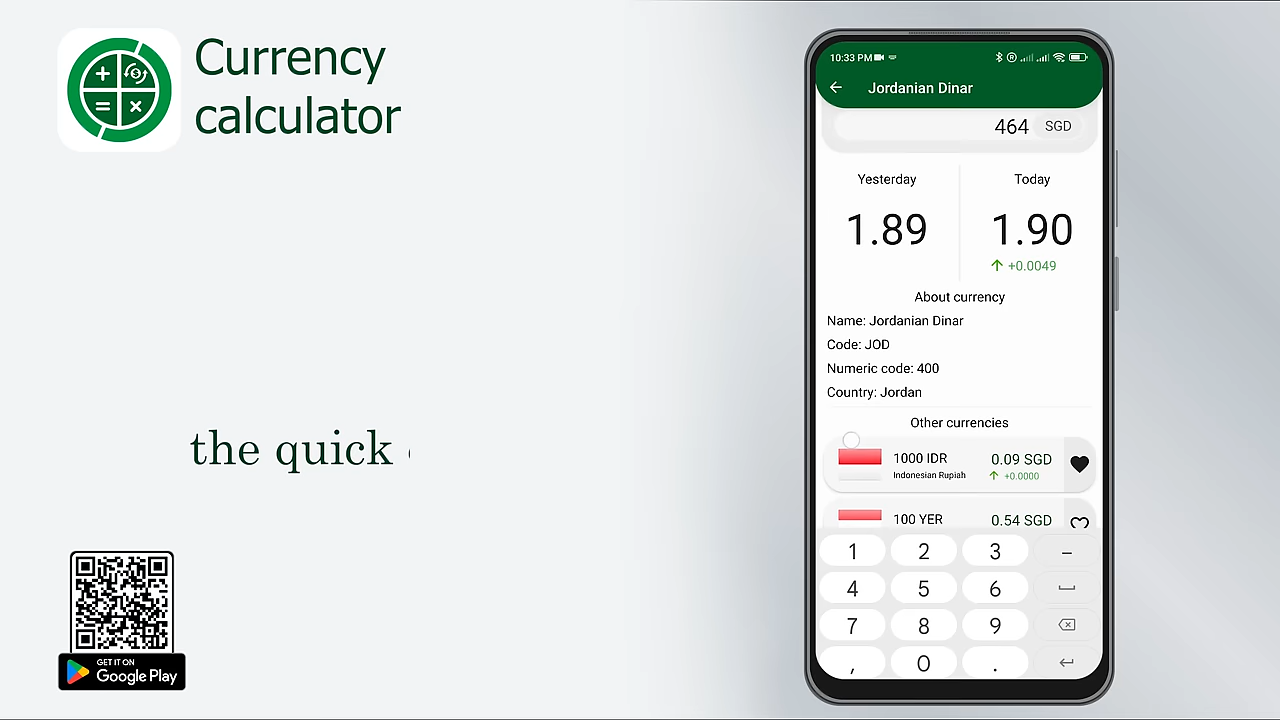 Currency
calculator
the quick
GET IT ON
Google Play
10:33 PM
Jordanian Dinar
464 SGD
Yesterday Today
1.89 1.90
+0.0049
About currency
Name: Jordanian Dinar
Code: JOD
Numeric code: 400
Country: Jordan
Other currencies
1000 IDR 0.09 SGD
Indonesian Rupiah +0.0000
100 YER 0.54 SGD
1 2 3 –
4 5 6
7 8 9
, 0 .